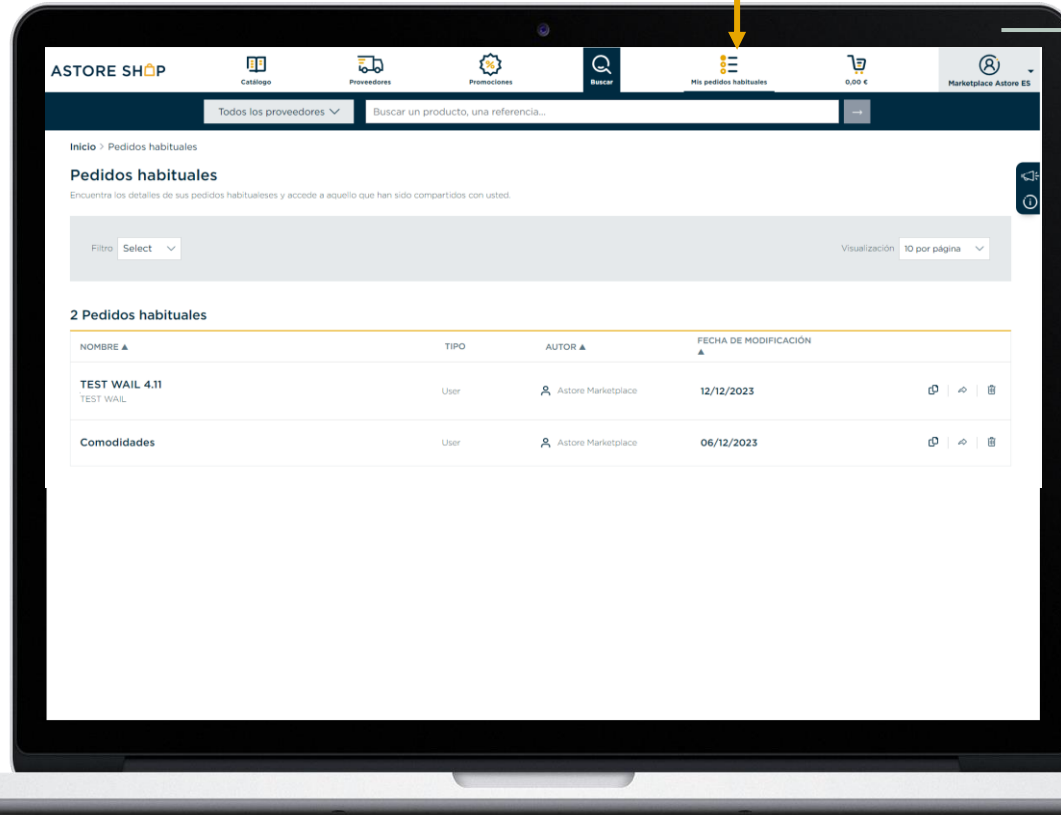 ASTORE SHOP
Catálogo
Proveedores
Promociones
Buscar
Mis pedidos habituales
0,00 €
Marketplace Astore ES
Todos los proveedores
Buscar un producto, una referencia...
Inicio > Pedidos habituales
Pedidos habituales
Encuentra los detalles de sus pedidos habitualeses y accede a aquello que han sido compartidos con usted.
Filtro Select
Visualización 10 por página
2 Pedidos habituales
NOMBRE ▲ TIPO AUTOR ▲ FECHA DE MODIFICACIÓN ▲
TEST WAIL 4.11 User Astore Marketplace 12/12/2023
TEST WAIL
Comodidades User Astore Marketplace 06/12/2023